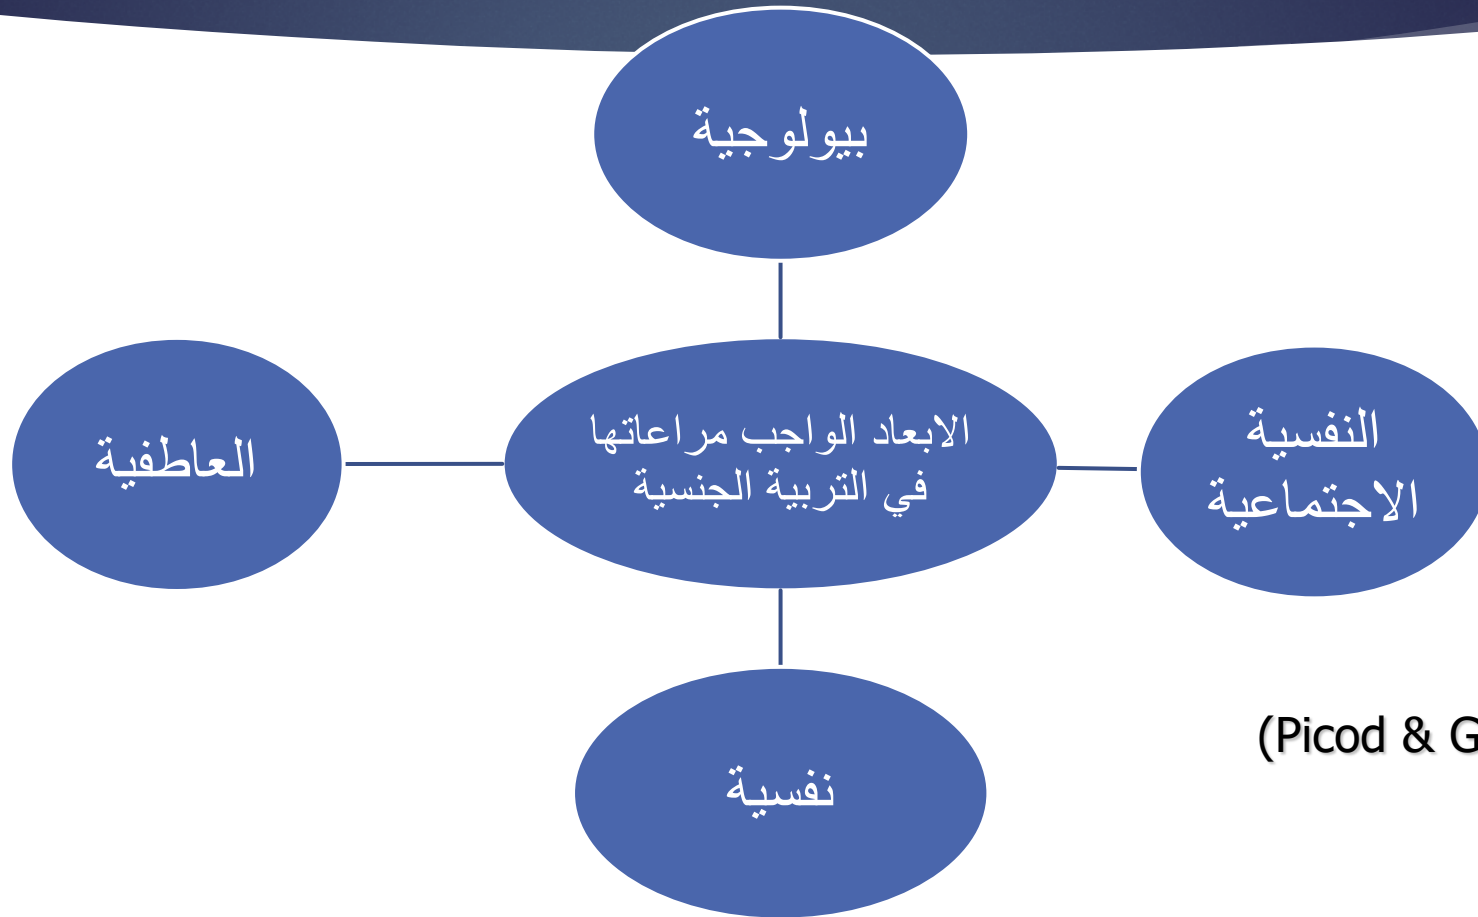 بيولوجية
النفسية
الاجتماعية
الابعاد الواجب مراعاتها
في التربية الجنسية
العاطفية
نفسية
(Picod & G